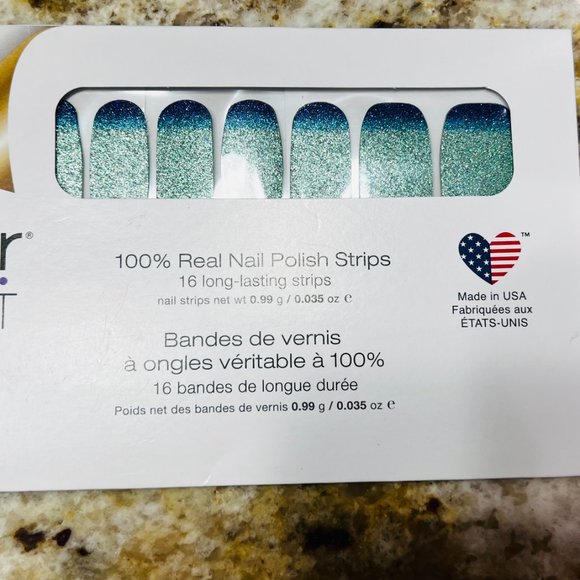 r®
T
100% Real Nail Polish Strips
16 long-lasting strips
nail strips net wt 0.99 g / 0.035 oz ℮
Bandes de vernis
à ongles véritable à 100%
16 bandes de longue durée
Poids net des bandes de vernis 0.99 g / 0.035 oz ℮
™
Made in USA
Fabriquées aux
ÉTATS-UNIS